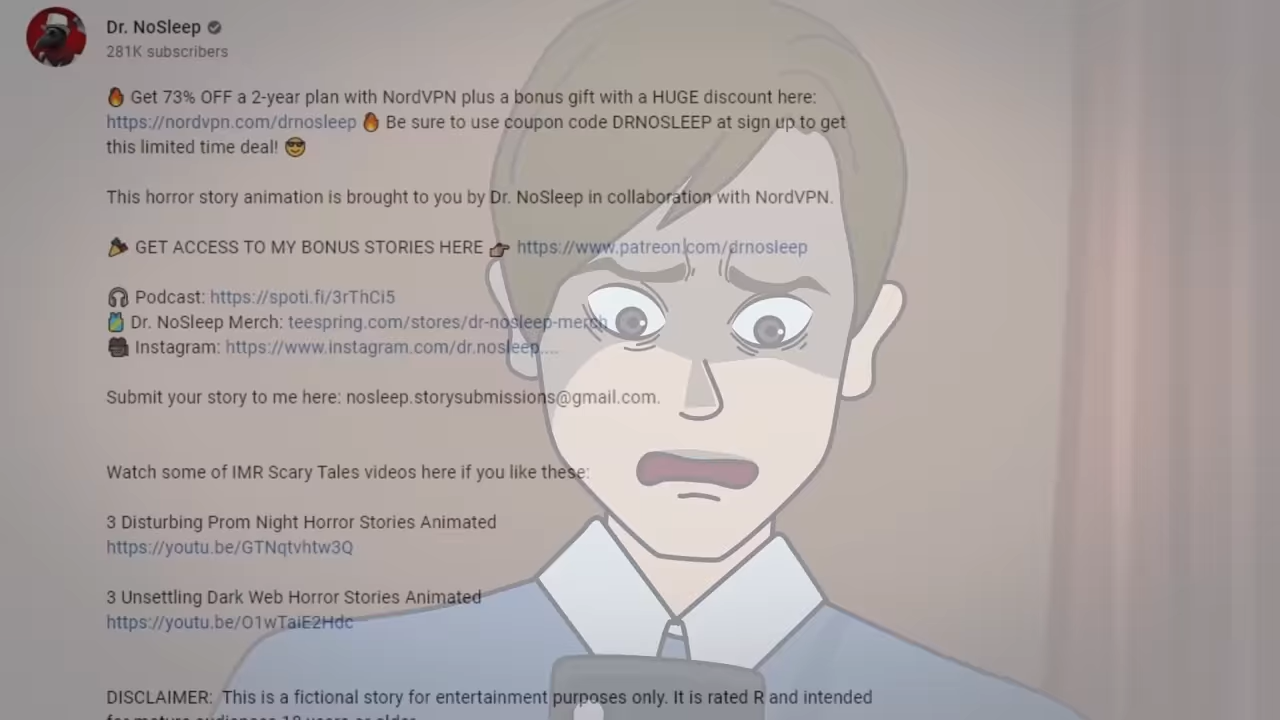 Dr. NoSleep
281K subscribers
🔥 Get 73% OFF a 2-year plan with NordVPN plus a bonus gift with a HUGE discount here:
https://nordvpn.com/drnosleep 🔥 Be sure to use coupon code DRNOSLEEP at sign up to get
this limited time deal! 😎
This horror story animation is brought to you by Dr. NoSleep in collaboration with NordVPN.
🎉 GET ACCESS TO MY BONUS STORIES HERE 👉 https://www.patreon.com/drnosleep
🎧 Podcast: https://spoti.fi/3rThCi5
Dr. NoSleep Merch: teespring.com/stores/dr-nosleep-merch
Instagram: https://www.instagram.com/dr.nosleep....
Submit your story to me here: nosleep.storysubmissions@gmail.com.
Watch some of IMR Scary Tales videos here if you like these:
3 Disturbing Prom Night Horror Stories Animated
https://youtu.be/GTNqtvhtw3Q
3 Unsettling Dark Web Horror Stories Animated
https://youtu.be/O1wTaiE2Hdc
DISCLAIMER: This is a fictional story for entertainment purposes only. It is rated R and intended
for mature audiences 18 years or older